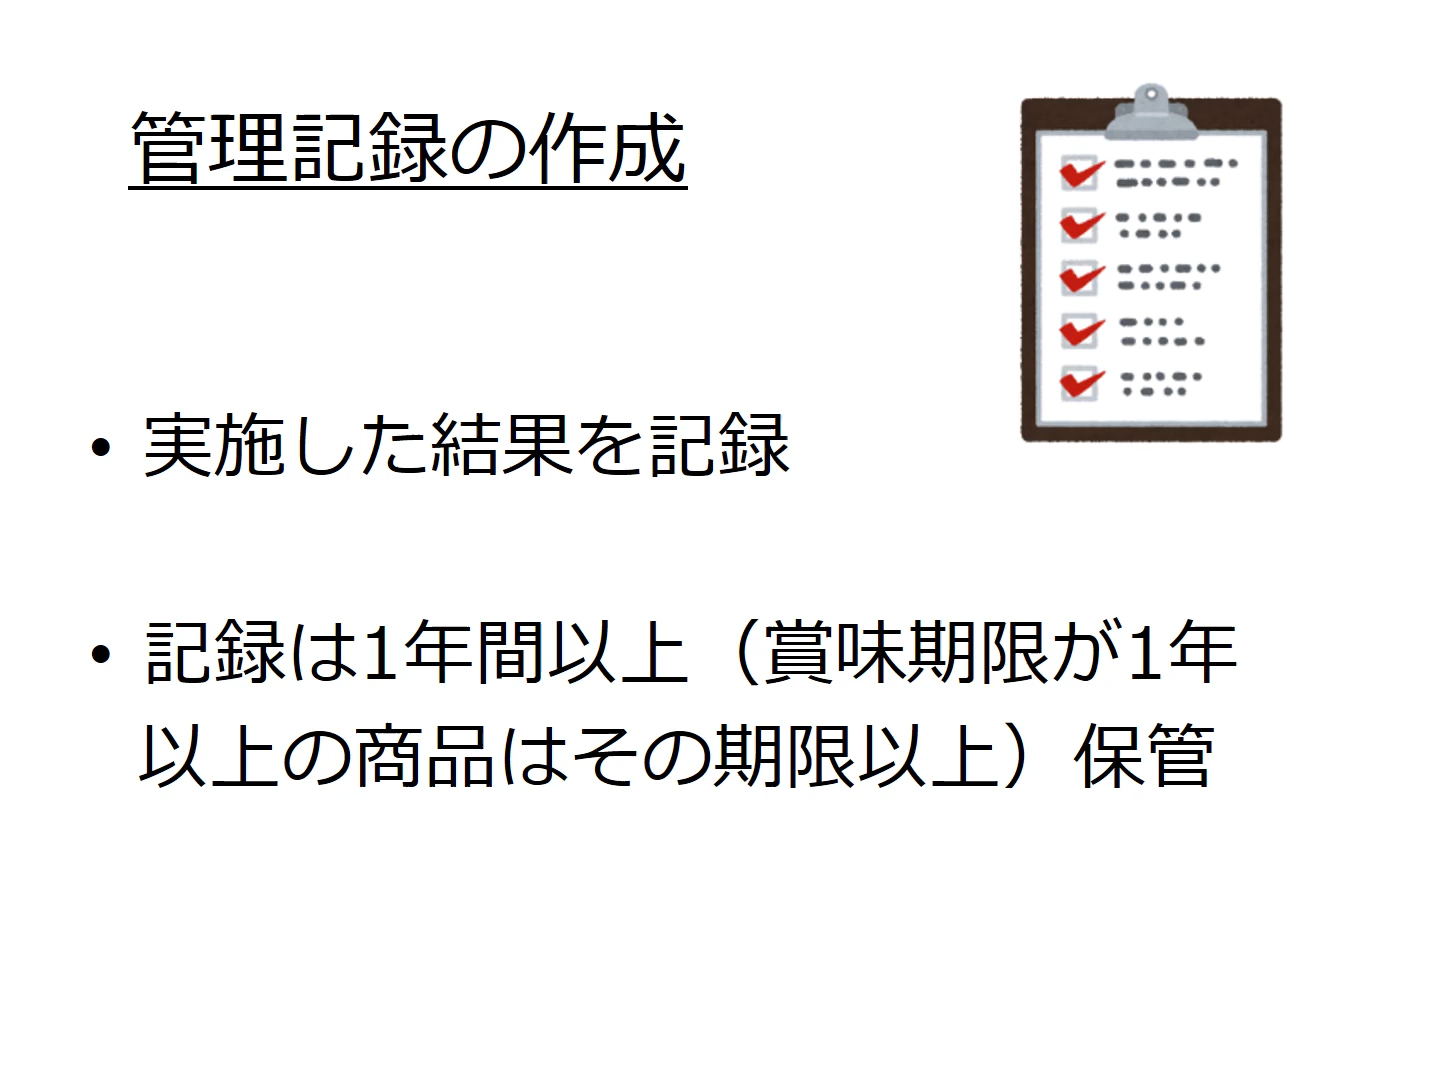 管理記録の作成
• 実施した結果を記録
• 記録は1年間以上（賞味期限が1年
以上の商品はその期限以上）保管